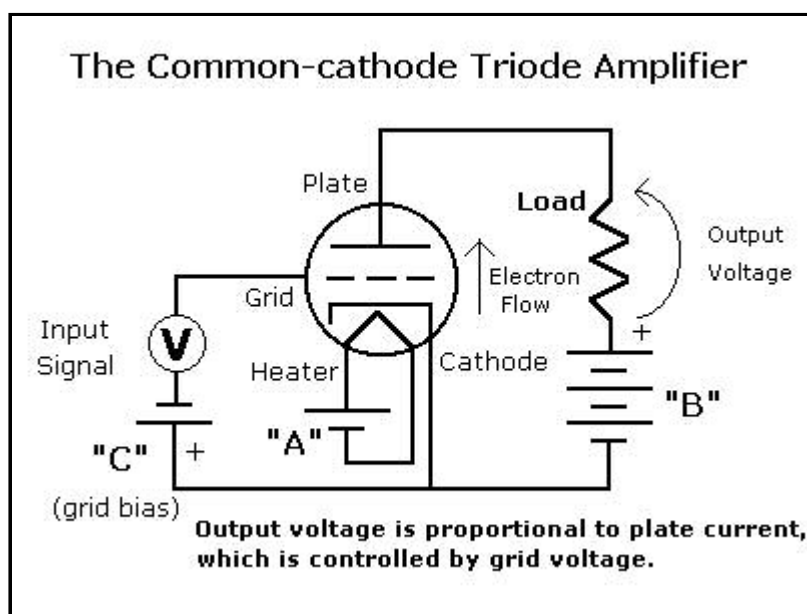 The Common-cathode Triode Amplifier
Plate
Load
Output
Voltage
Grid
Electron
Flow
Input
Signal
V
Heater
Cathode
+
"B"
"A"
"C"
+
(grid bias)
Output voltage is proportional to plate current,
which is controlled by grid voltage.